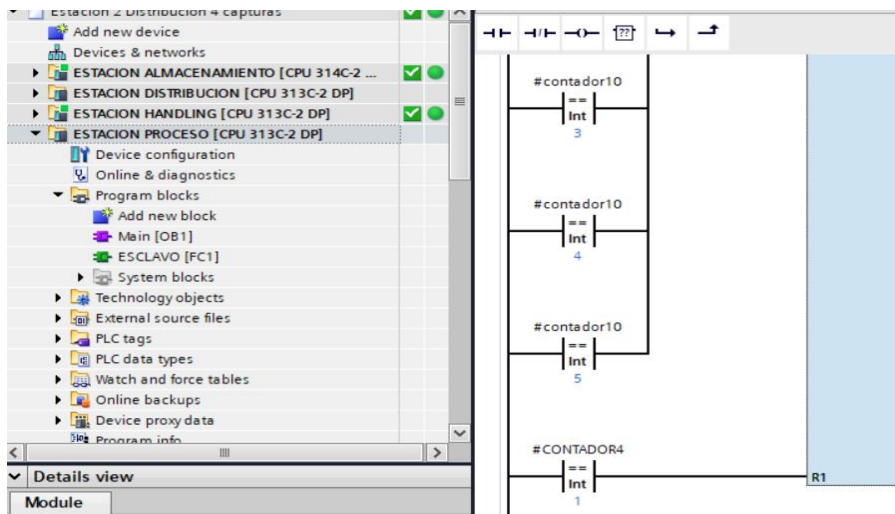 Estacion 2 Distribucion 4 capturas
Add new device
Devices & networks
ESTACION ALMACENAMIENTO [CPU 314C-2 ...
ESTACION DISTRIBUCION [CPU 313C-2 DP]
ESTACION HANDLING [CPU 313C-2 DP]
ESTACION PROCESO [CPU 313C-2 DP]
Device configuration
Online & diagnostics
Program blocks
Add new block
Main [OB1]
ESCLAVO [FC1]
System blocks
Technology objects
External source files
PLC tags
PLC data types
Watch and force tables
Online backups
Device proxy data
Program info
Details view
Module
??
#contador10
==
Int
3
#contador10
==
Int
4
#contador10
==
Int
5
#CONTADOR4
==
Int
1
R1